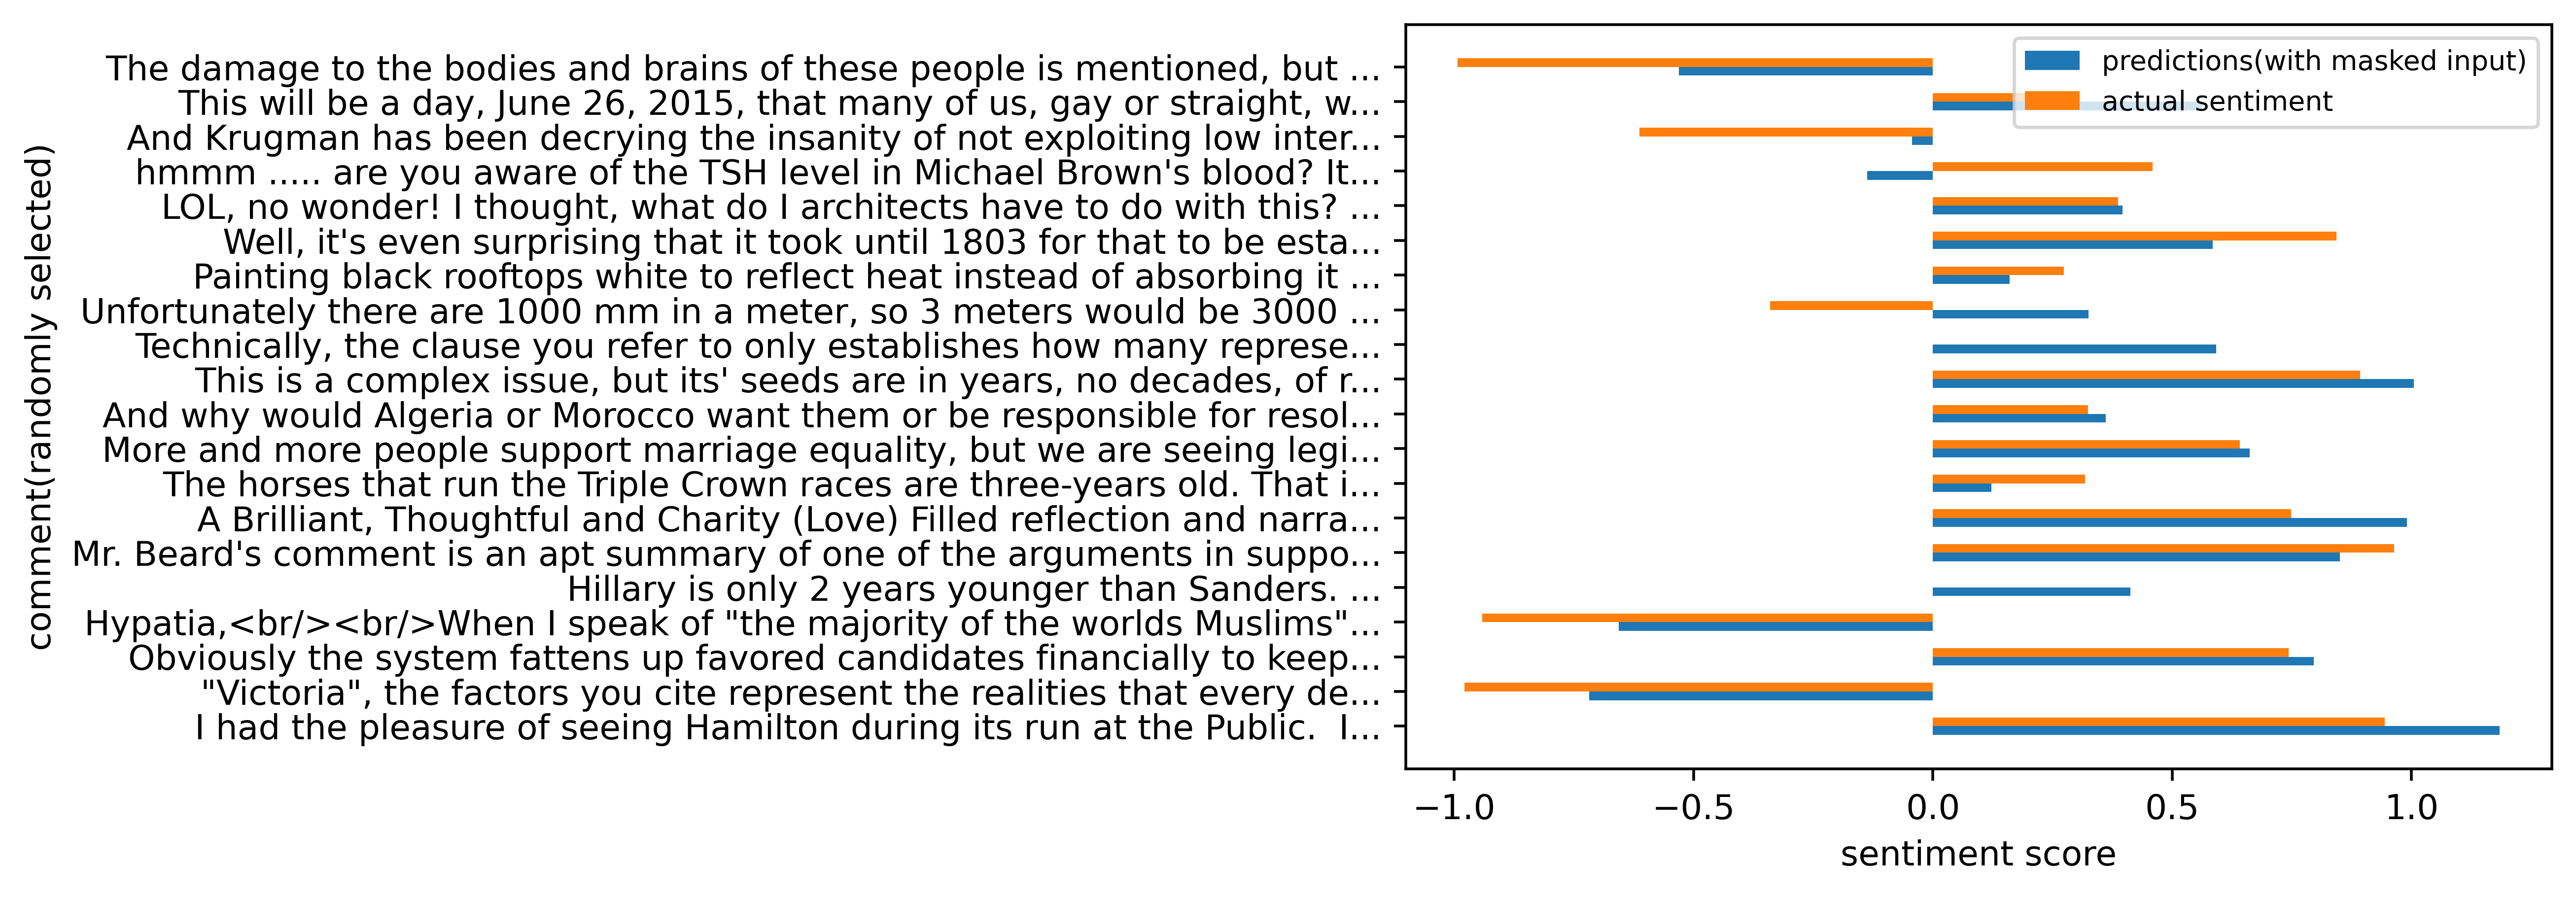 predictions(with masked input)
actual sentiment
comment(randomly selected)
The damage to the bodies and brains of these people is mentioned, but ...
This will be a day, June 26, 2015, that many of us, gay or straight, w...
And Krugman has been decrying the insanity of not exploiting low inter...
hmmm ..... are you aware of the TSH level in Michael Brown's blood? It...
LOL, no wonder! I thought, what do I architects have to do with this? ...
Well, it's even surprising that it took until 1803 for that to be esta...
Painting black rooftops white to reflect heat instead of absorbing it ...
Unfortunately there are 1000 mm in a meter, so 3 meters would be 3000 ...
Technically, the clause you refer to only establishes how many represe...
This is a complex issue, but its' seeds are in years, no decades, of r...
And why would Algeria or Morocco want them or be responsible for resol...
More and more people support marriage equality, but we are seeing legi...
The horses that run the Triple Crown races are three-years old. That i...
A Brilliant, Thoughtful and Charity (Love) Filled reflection and narra...
Mr. Beard's comment is an apt summary of one of the arguments in suppo...
Hillary is only 2 years younger than Sanders. ...
Hypatia,<br/><br/>When I speak of "the majority of the worlds Muslims"...
Obviously the system fattens up favored candidates financially to keep...
"Victoria", the factors you cite represent the realities that every de...
I had the pleasure of seeing Hamilton during its run at the Public.  I...
−1.0 −0.5 0.0 0.5 1.0
sentiment score